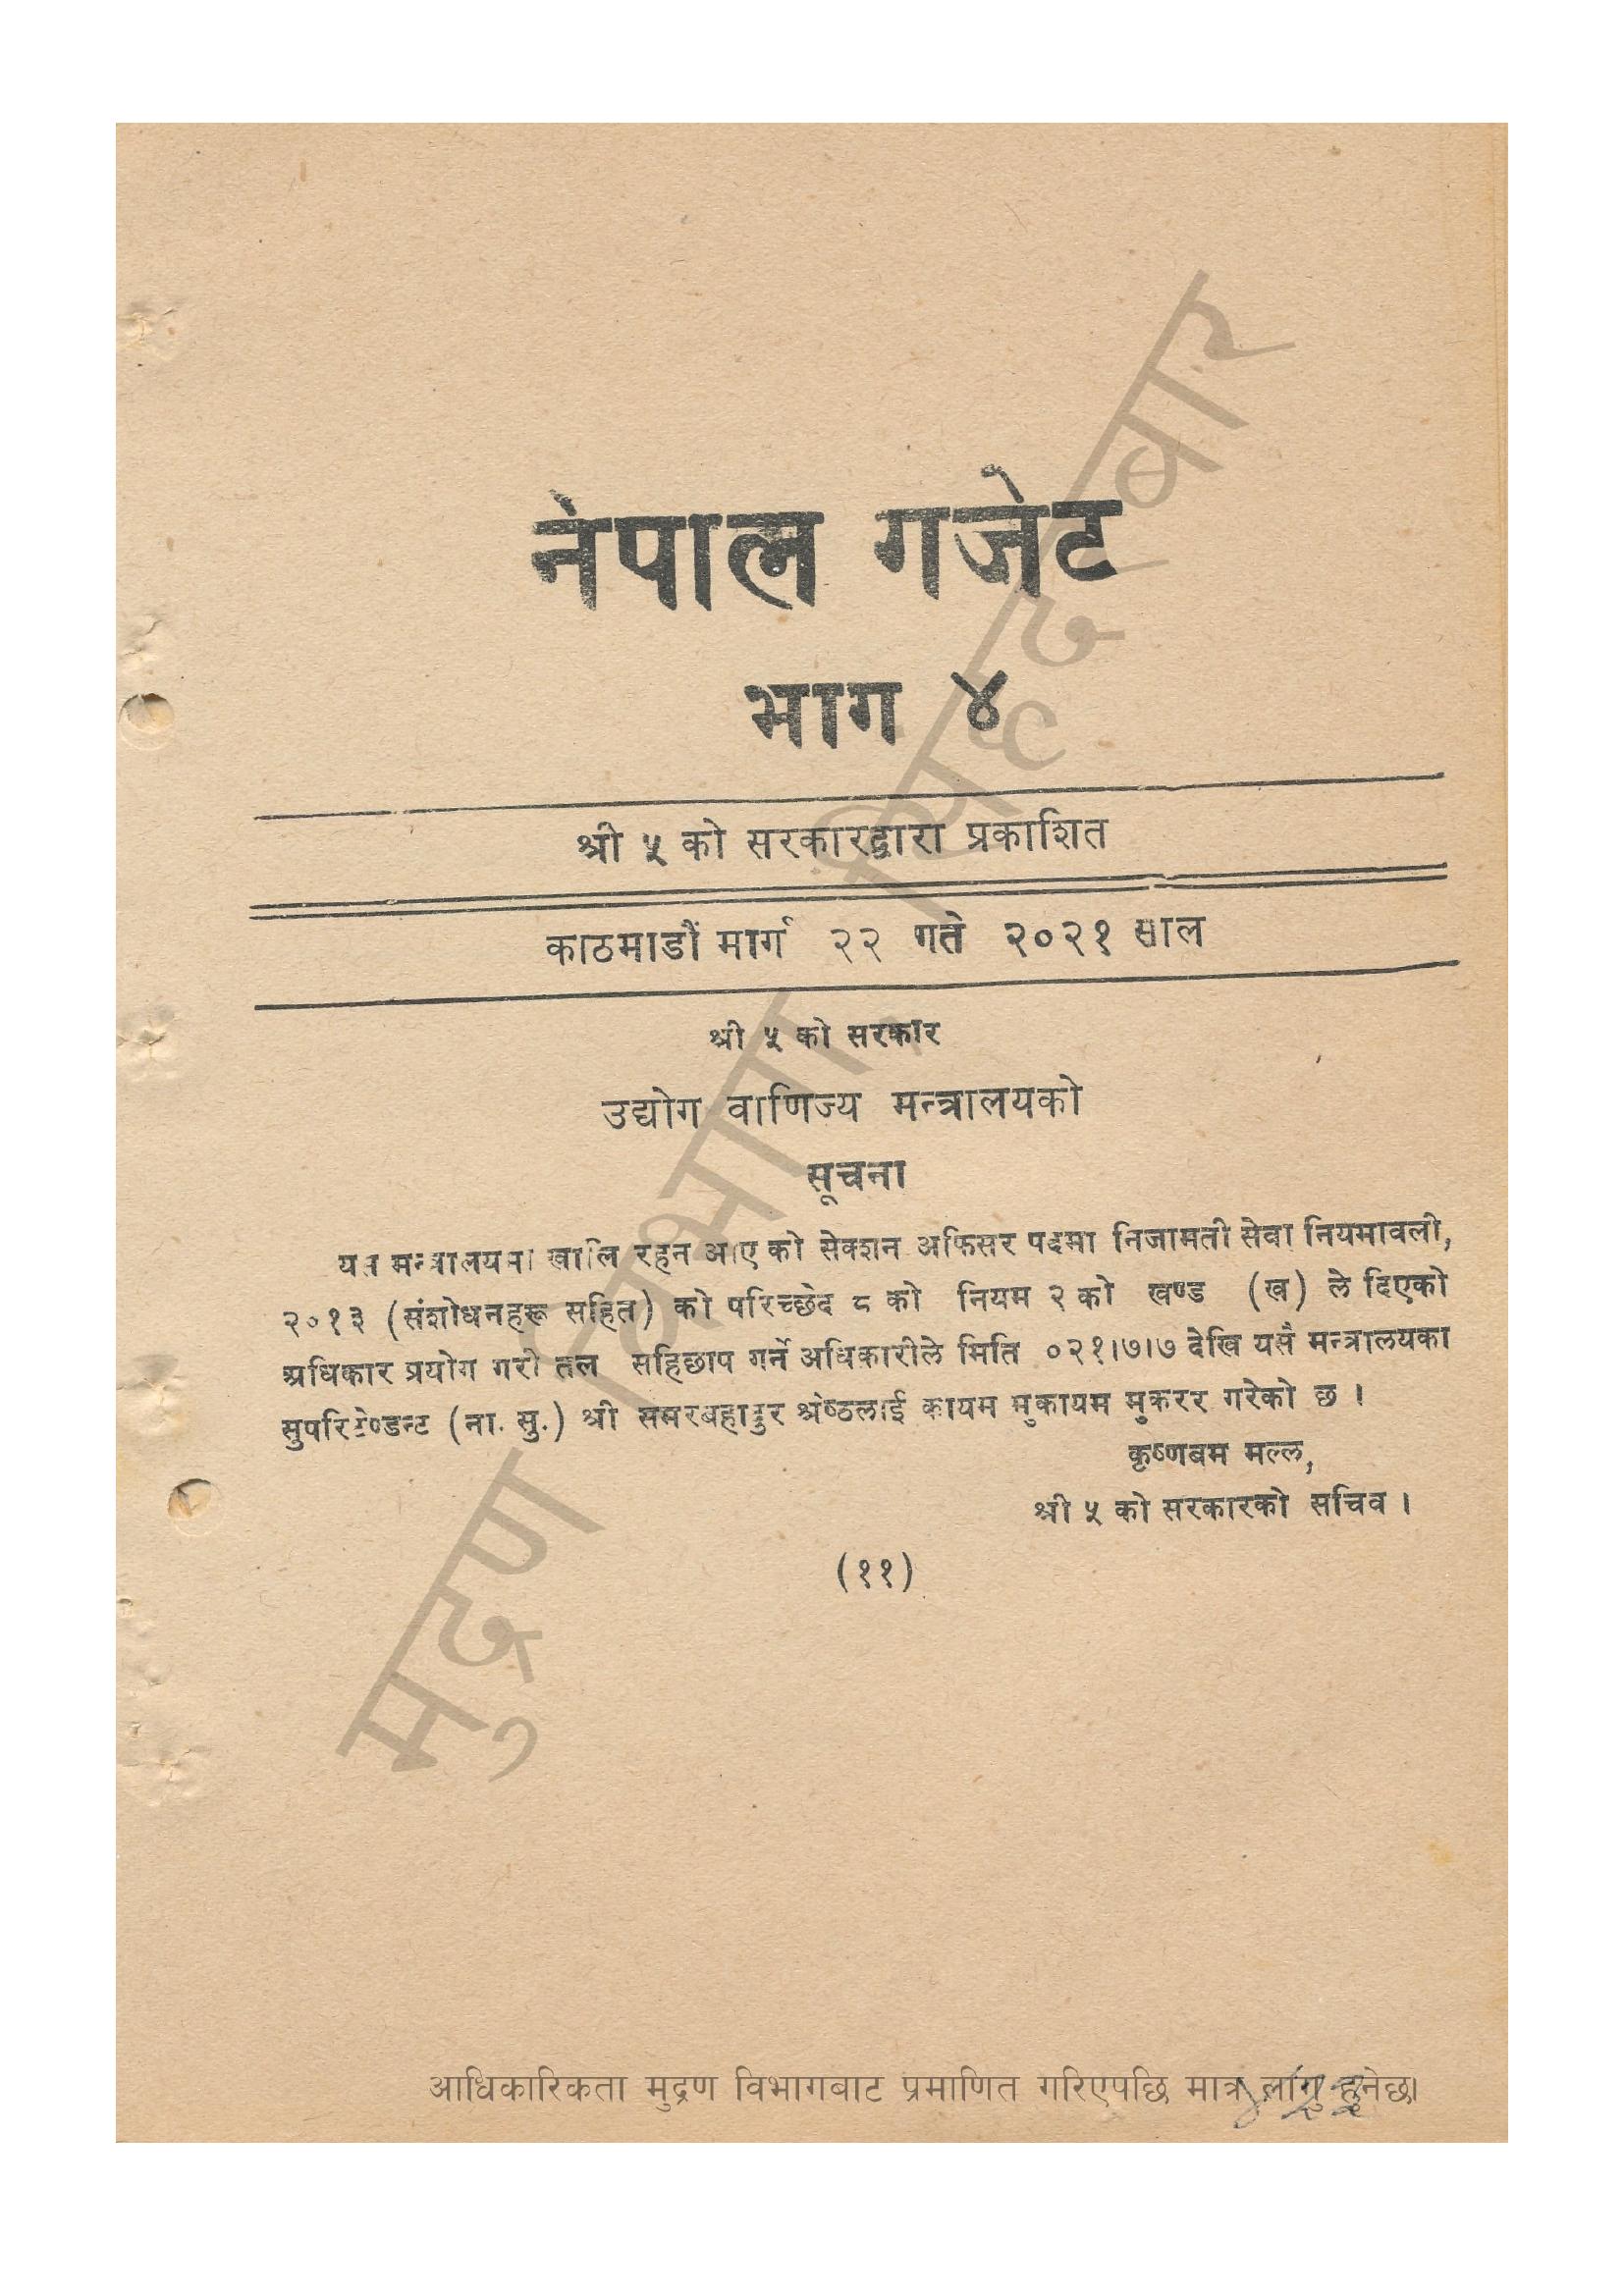 नेपाल गजेट
भाग ४
श्री ५ को सरकारद्वारा प्रकाशित
काठमाडौं मार्ग २२ गते २०२१ साल
श्री ५ को सरकार
उद्योग वाणिज्य मन्त्रालयको
सूचना
यस मन्त्रालयमा खालि रहन आएको सेक्शन अफिसर पदमा निजामती सेवा नियमावली,
२०१३ (संशोधनहरू सहित) को परिच्छेद ८ को नियम २ को खण्ड (ख) ले दिएको
अधिकार प्रयोग गरी तल सहिछाप गर्ने अधिकारीले मिति ०२१।७।७ देखि यसै मन्त्रालयका
सुपरिटेण्डेन्ट (ना. सु.) श्री समरबहादुर श्रेष्ठलाई कायम मुकायम मुकरर गरेको छ ।
कृष्णबम मल्ल,
श्री ५ को सरकारको सचिव ।
(११)
मुद्रण विभाग, सिंहदरबार
आधिकारिकता मुद्रण विभागबाट प्रमाणित गरिएपछि मात्र लागु हुनेछ।